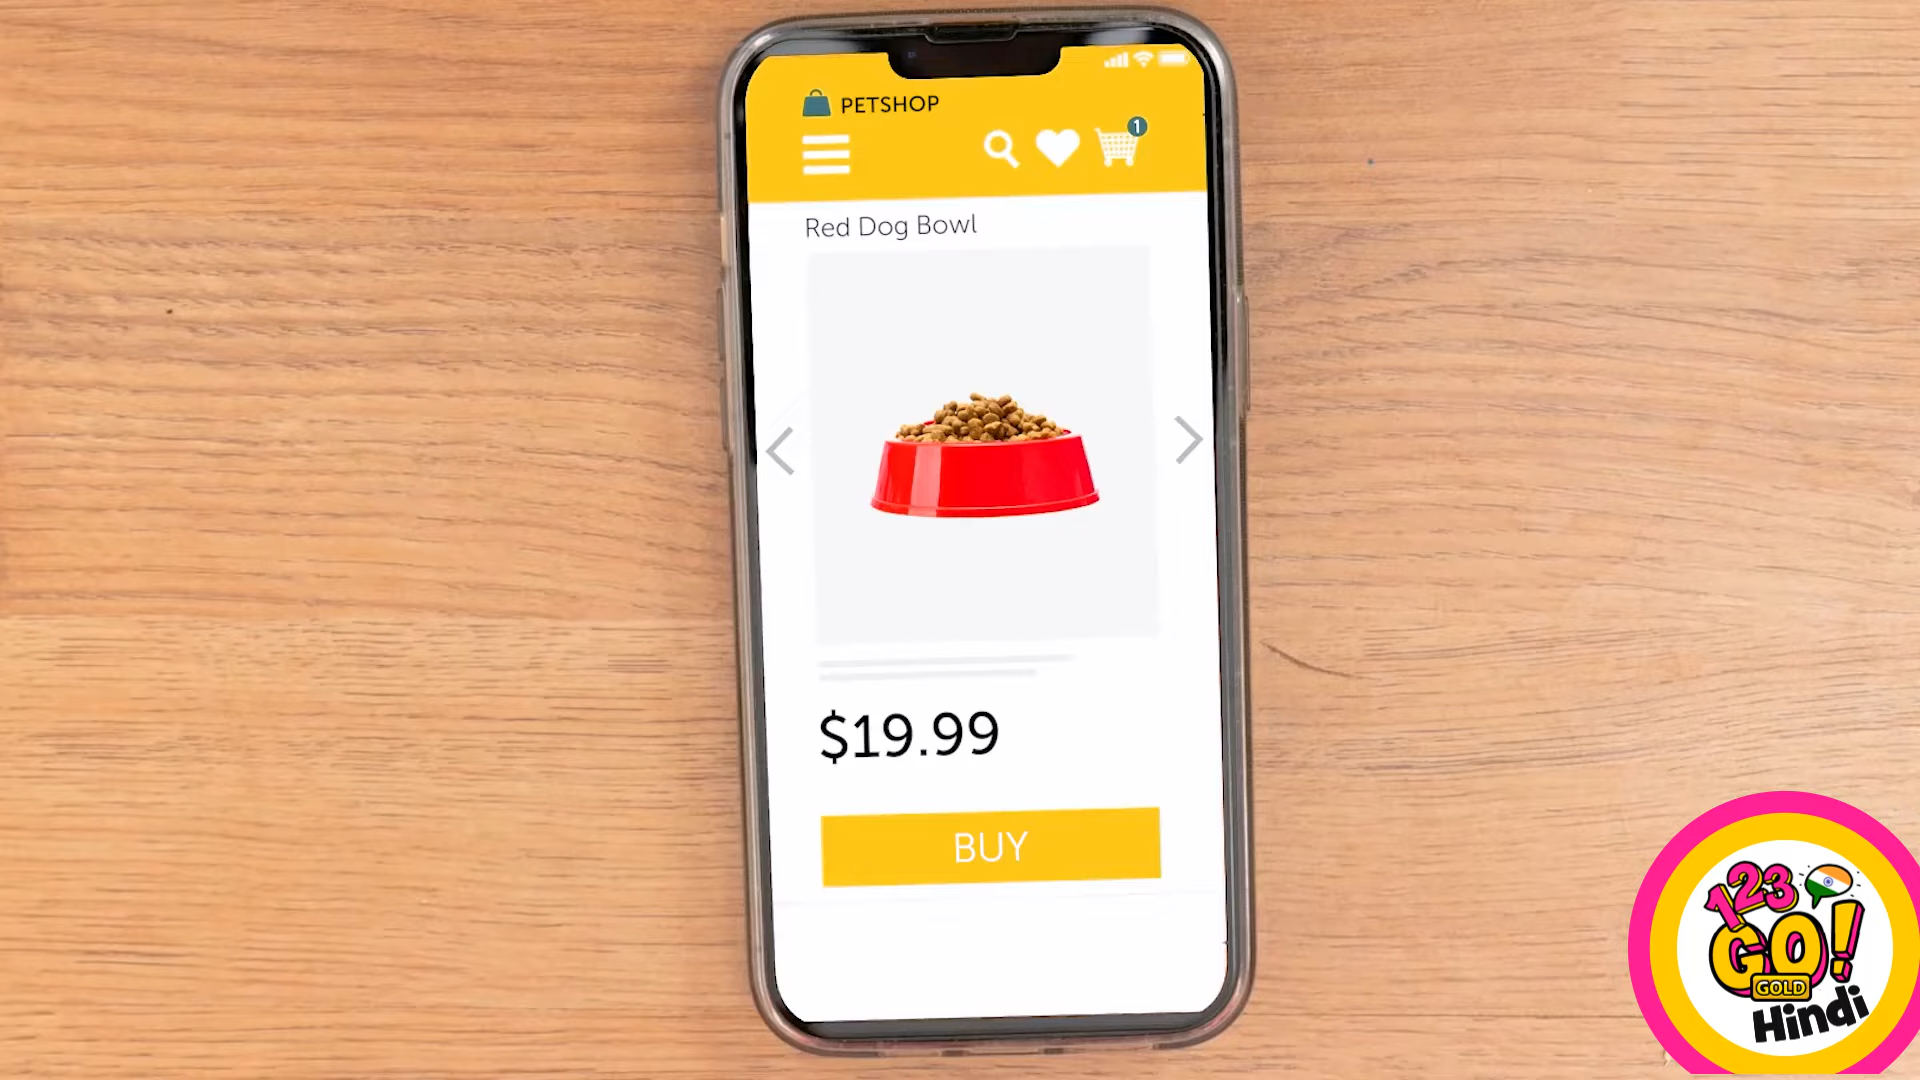 PETSHOP
1
Red Dog Bowl
$19.99
BUY
123
GO!
GOLD
Hindi